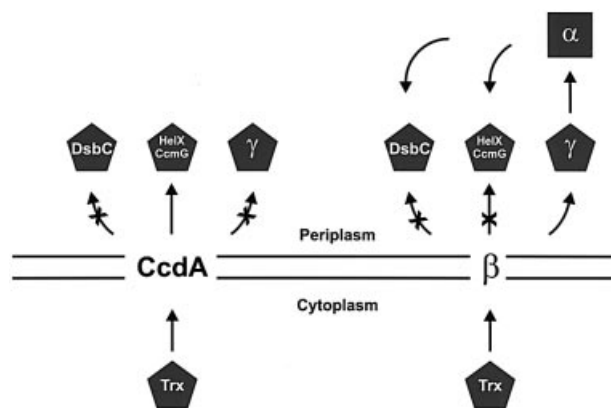 α
DsbC
HelX
CcmG
γ
DsbC
HelX
CcmG
γ
Periplasm
CcdA
β
Cytoplasm
Trx
Trx